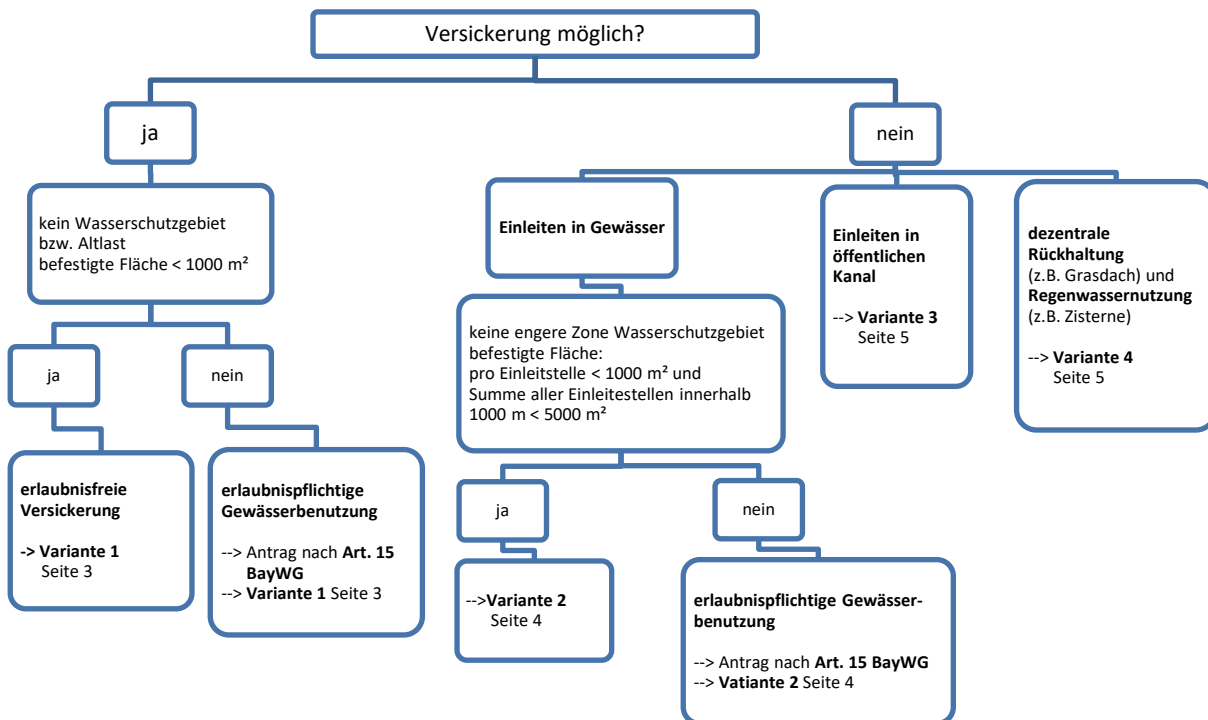 Versickerung möglich?
ja
nein
kein Wasserschutzgebiet
bzw. Altlast
befestigte Fläche < 1000 m²
ja
nein
erlaubnisfreie
Versickerung
-> Variante 1
Seite 3
erlaubnispflichtige
Gewässerbenutzung
--> Antrag nach Art. 15
BayWG
--> Variante 1 Seite 3
Einleiten in Gewässer
keine engere Zone Wasserschutzgebiet
befestigte Fläche:
pro Einleitstelle < 1000 m² und
Summe aller Einleitestellen innerhalb
1000 m < 5000 m²
ja
nein
-->Variante 2
Seite 4
erlaubnispflichtige Gewässer-
benutzung
--> Antrag nach Art. 15 BayWG
--> Vatiante 2 Seite 4
Einleiten in
öffentlichen
Kanal
--> Variante 3
Seite 5
dezentrale
Rückhaltung
(z.B. Grasdach) und
Regenwassernutzung
(z.B. Zisterne)
--> Variante 4
Seite 5